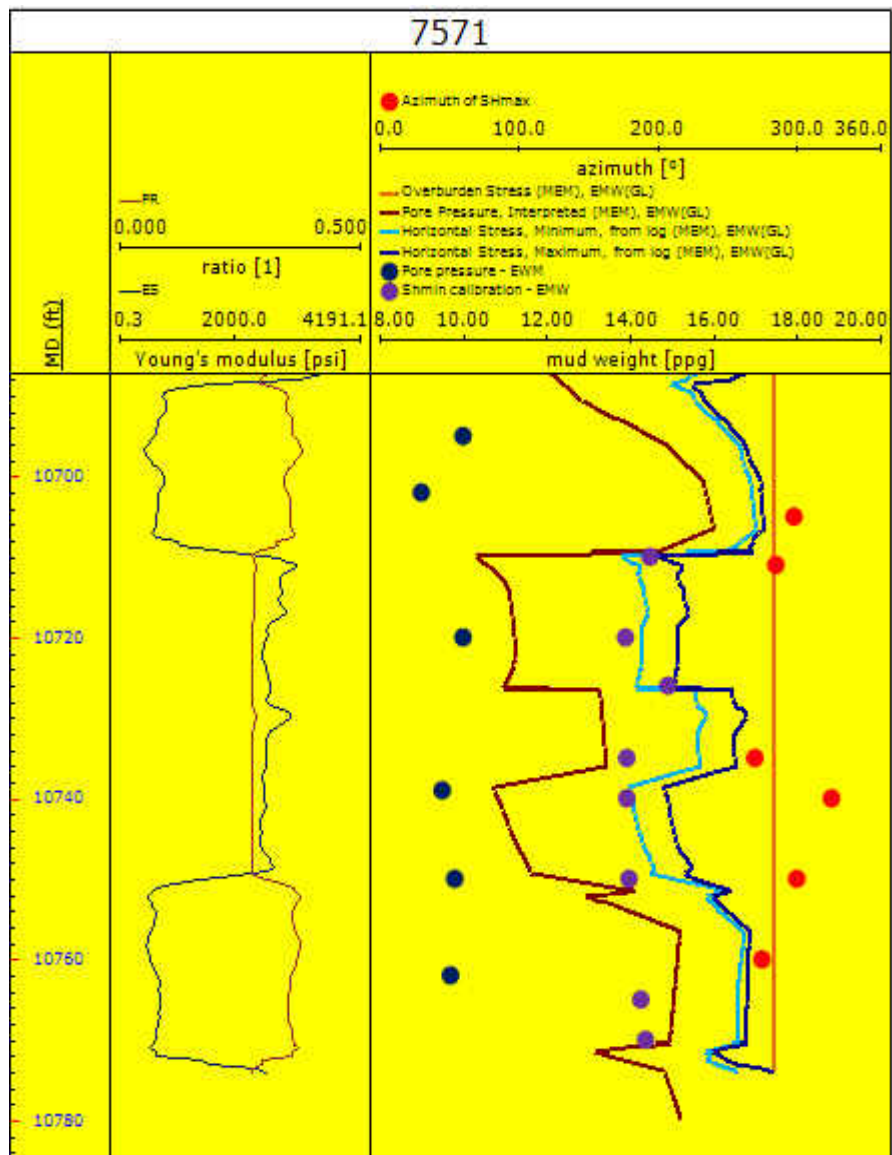 7571
Azimuth of SHmax
0.0 100.0 200.0 300.0 360.0
azimuth [°]
Overburden Stress (MEM), EMW(GL)
PR
Pore Pressure, Interpreted (MEM), EMW(GL)
0.000 0.500
Horizontal Stress, Minimum, from log (MEM), EMW(GL)
Horizontal Stress, Maximum, from log (MEM), EMW(GL)
ratio [1]
Pore pressure - EWM
ES
Shmin calibration - EMW
MD (ft)
0.3 2000.0 4191.1
8.00 10.00 12.00 14.00 16.00 18.00 20.00
Young's modulus [psi]
mud weight [ppg]
10700
10720
10740
10760
10780